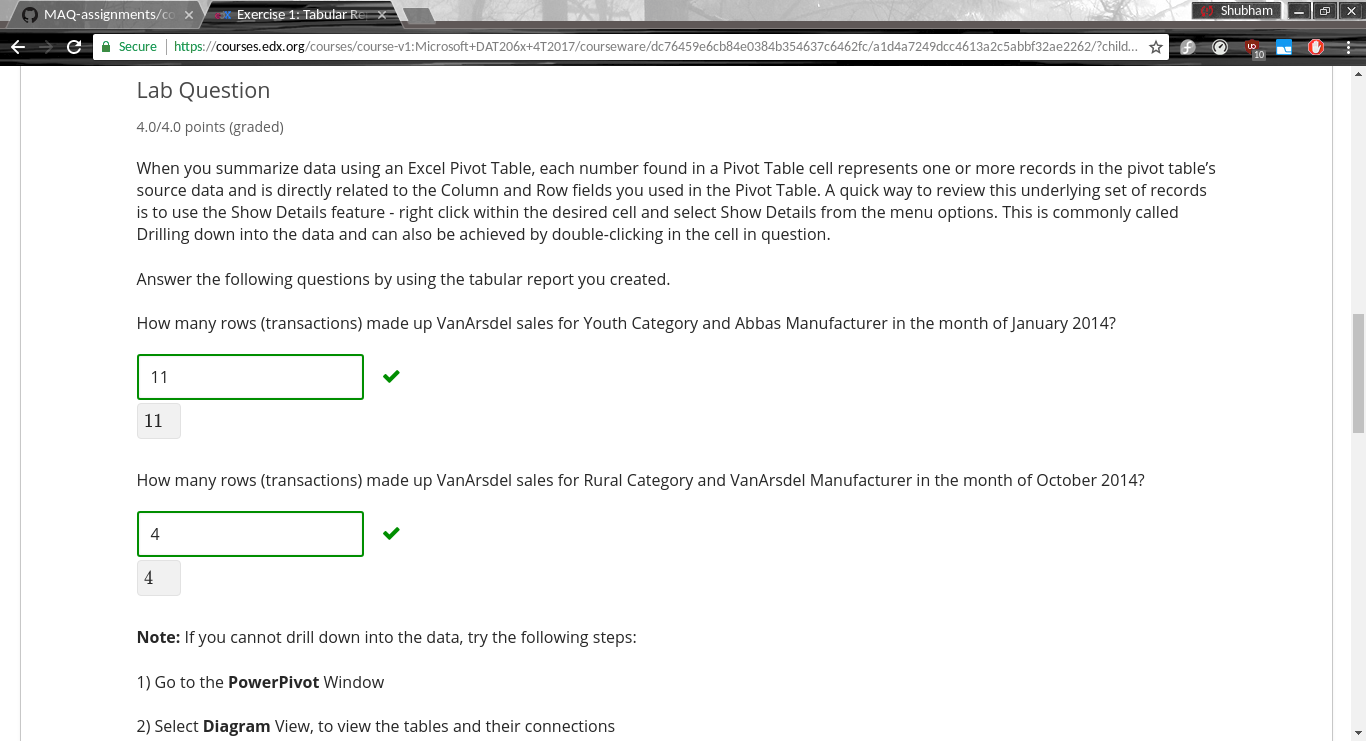 MAQ-assignments/co
Exercise 1: Tabular Re
Shubham
Secure
https://courses.edx.org/courses/course-v1:Microsoft+DAT206x+4T2017/courseware/dc76459e6cb84e0384b354637c6462fc/a1d4a7249dcc4613a2c5abbf32ae2262/?child...
10
Lab Question
4.0/4.0 points (graded)
When you summarize data using an Excel Pivot Table, each number found in a Pivot Table cell represents one or more records in the pivot table's
source data and is directly related to the Column and Row fields you used in the Pivot Table. A quick way to review this underlying set of records
is to use the Show Details feature - right click within the desired cell and select Show Details from the menu options. This is commonly called
Drilling down into the data and can also be achieved by double-clicking in the cell in question.
Answer the following questions by using the tabular report you created.
How many rows (transactions) made up VanArsdel sales for Youth Category and Abbas Manufacturer in the month of January 2014?
11
11
How many rows (transactions) made up VanArsdel sales for Rural Category and VanArsdel Manufacturer in the month of October 2014?
4
4
Note: If you cannot drill down into the data, try the following steps:
1) Go to the PowerPivot Window
2) Select Diagram View, to view the tables and their connections